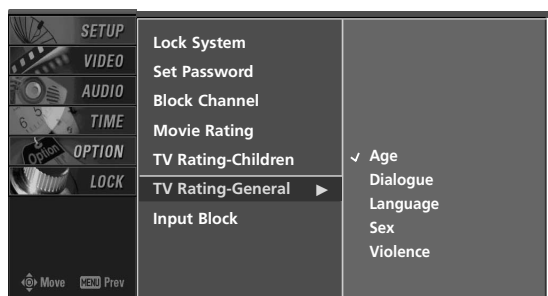 SETUP
VIDEO
AUDIO
TIME
OPTION
LOCK
Move MENU Prev
Lock System
Set Password
Block Channel
Movie Rating
TV Rating-Children
TV Rating-General ►
Input Block
✓ Age
Dialogue
Language
Sex
Violence